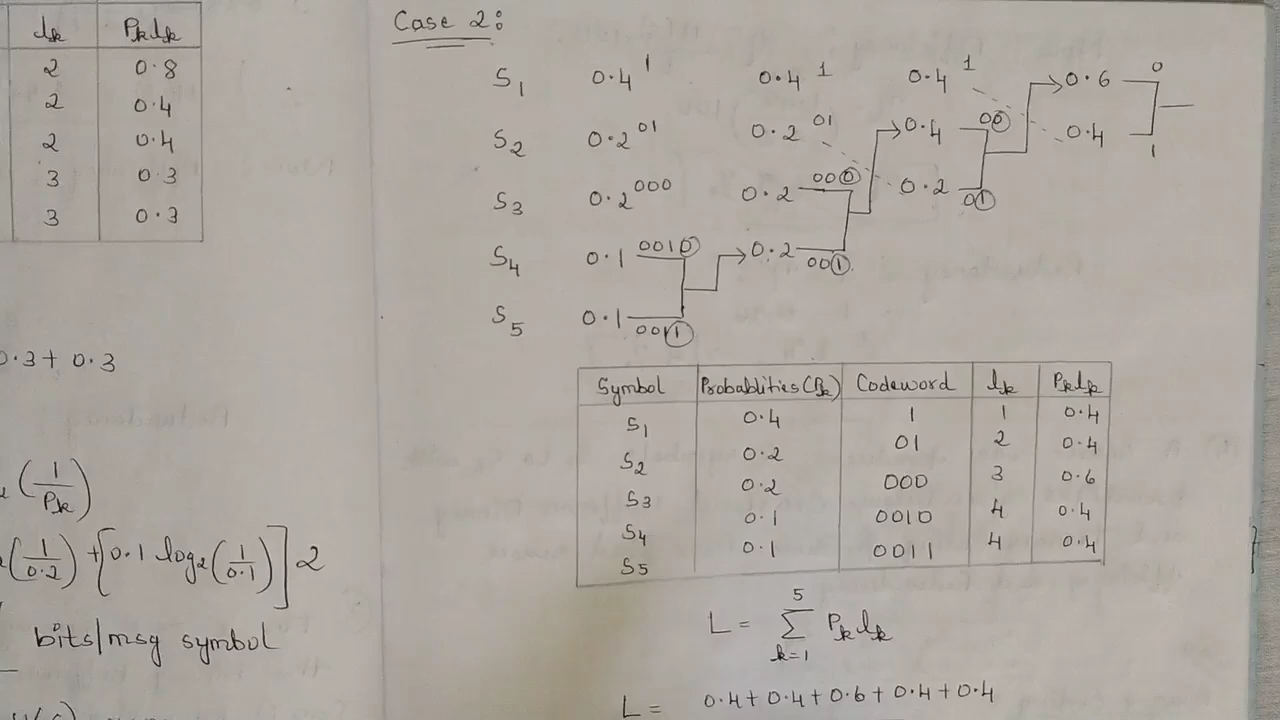 lk Pklk
2 0.8
2 0.4
2 0.4
3 0.3
3 0.3
0.3 + 0.3
(1/Pk)
(1/0.2) + [0.1 log2 (1/0.1)] 2
bits/msg symbol
Case 2:
S1 0.4 1 0.4 1 0.4 1 0.6 0
S2 0.2 01 0.2 01 0.4 00 0.4 1
S3 0.2 000 0.2 000 0.2 01
S4 0.1 0010 0.2 001
S5 0.1 0011
Symbol Probablities (Pk) Codeword lk Pklk
S1 0.4 1 1 0.4
S2 0.2 01 2 0.4
S3 0.2 000 3 0.6
S4 0.1 0010 4 0.4
S5 0.1 0011 4 0.4
L = 5 Σ k=1 Pk lk
L = 0.4 + 0.4 + 0.6 + 0.4 + 0.4